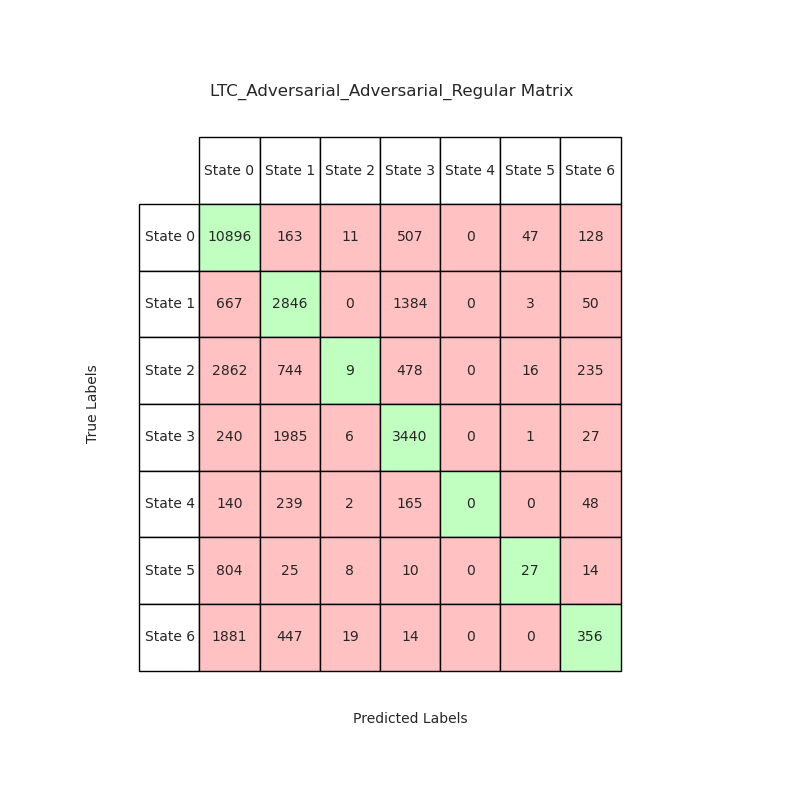 LTC_Adversarial_Adversarial_Regular Matrix
State 0 State 1 State 2 State 3 State 4 State 5 State 6
State 0 10896 163 11 507 0 47 128
State 1 667 2846 0 1384 0 3 50
State 2 2862 744 9 478 0 16 235
State 3 240 1985 6 3440 0 1 27
State 4 140 239 2 165 0 0 48
State 5 804 25 8 10 0 27 14
State 6 1881 447 19 14 0 0 356
True Labels
Predicted Labels